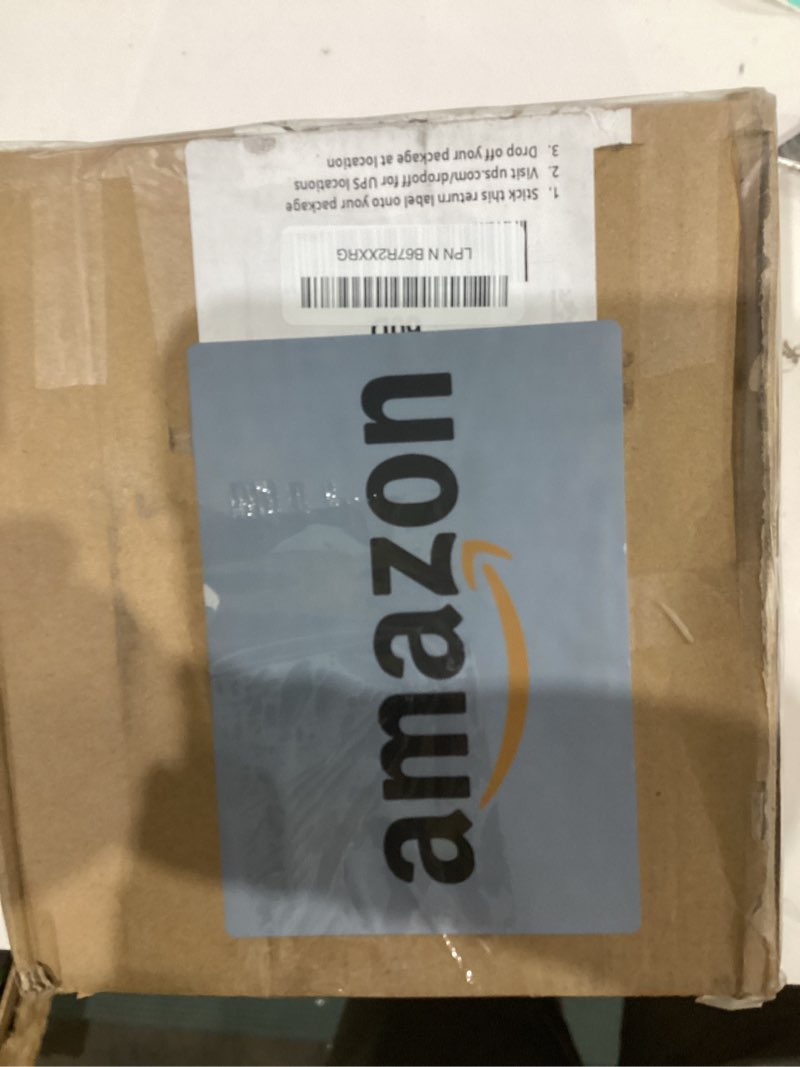 1. Stick this return label onto your package
2. Visit ups.com/dropoff for UPS locations
3. Drop off your package at location
LPN N B67R2XXRG
amazon